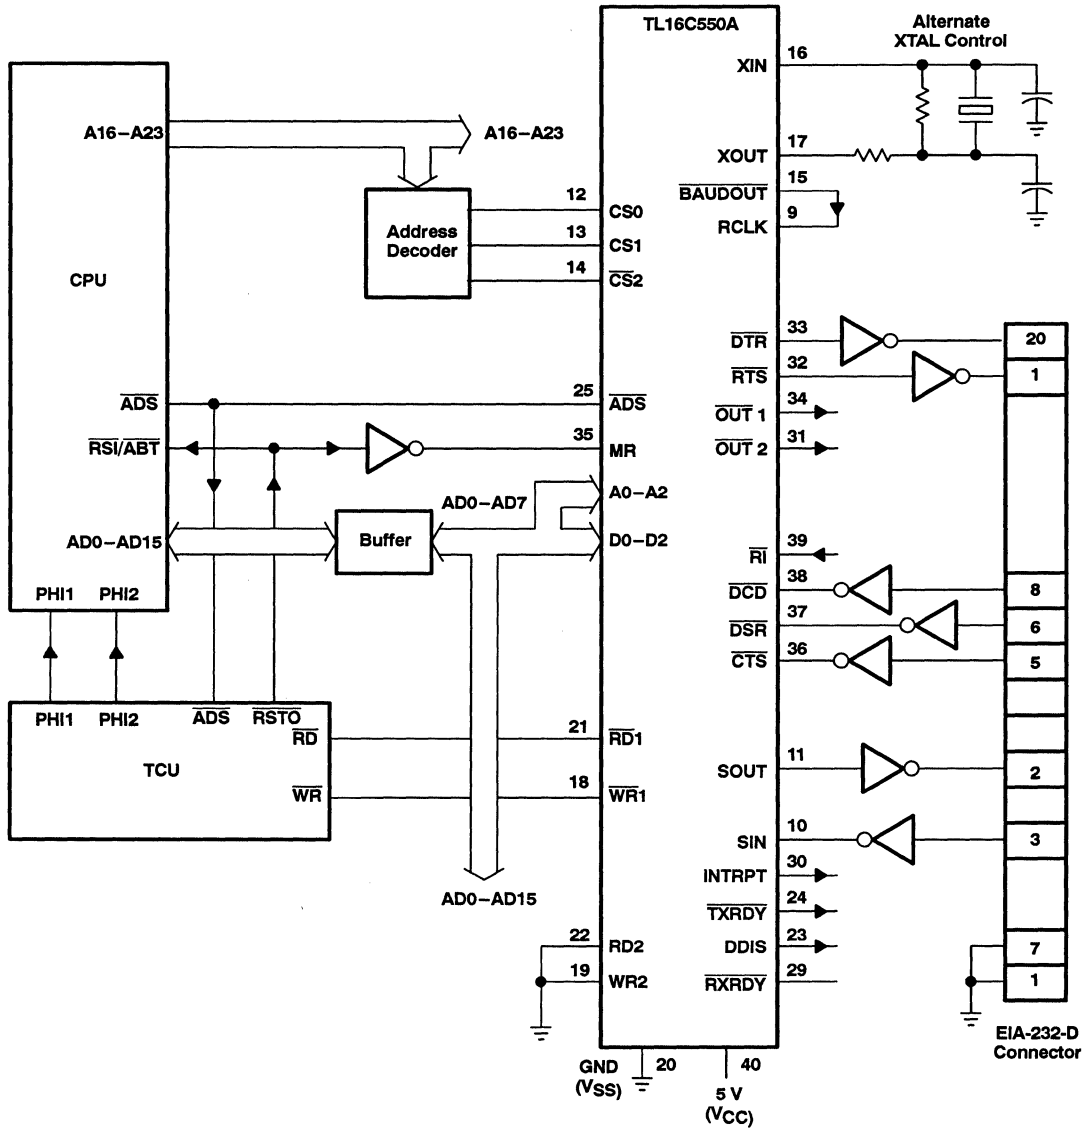 TL16C550A
Alternate
XTAL Control
XIN
16
A16–A23
A16–A23
XOUT
17
BAUDOUT
15
RCLK
9
12
CS0
13
CS1
14
CS2
Address
Decoder
CPU
DTR
33
20
RTS
32
1
ADS
25
ADS
OUT 1
34
RSI/ABT
35
MR
OUT 2
31
AD0–AD7
A0–A2
AD0–AD15
Buffer
D0–D2
RI
39
PHI1
PHI2
DCD
38
8
DSR
37
6
CTS
36
5
PHI1
PHI2
ADS
RSTO
RD
21
RD1
TCU
SOUT
11
2
WR
18
WR1
SIN
10
3
INTRPT
30
AD0–AD15
TXRDY
24
22
RD2
DDIS
23
7
19
WR2
RXRDY
29
1
EIA-232-D
Connector
GND
(VSS)
20
40
5 V
(VCC)